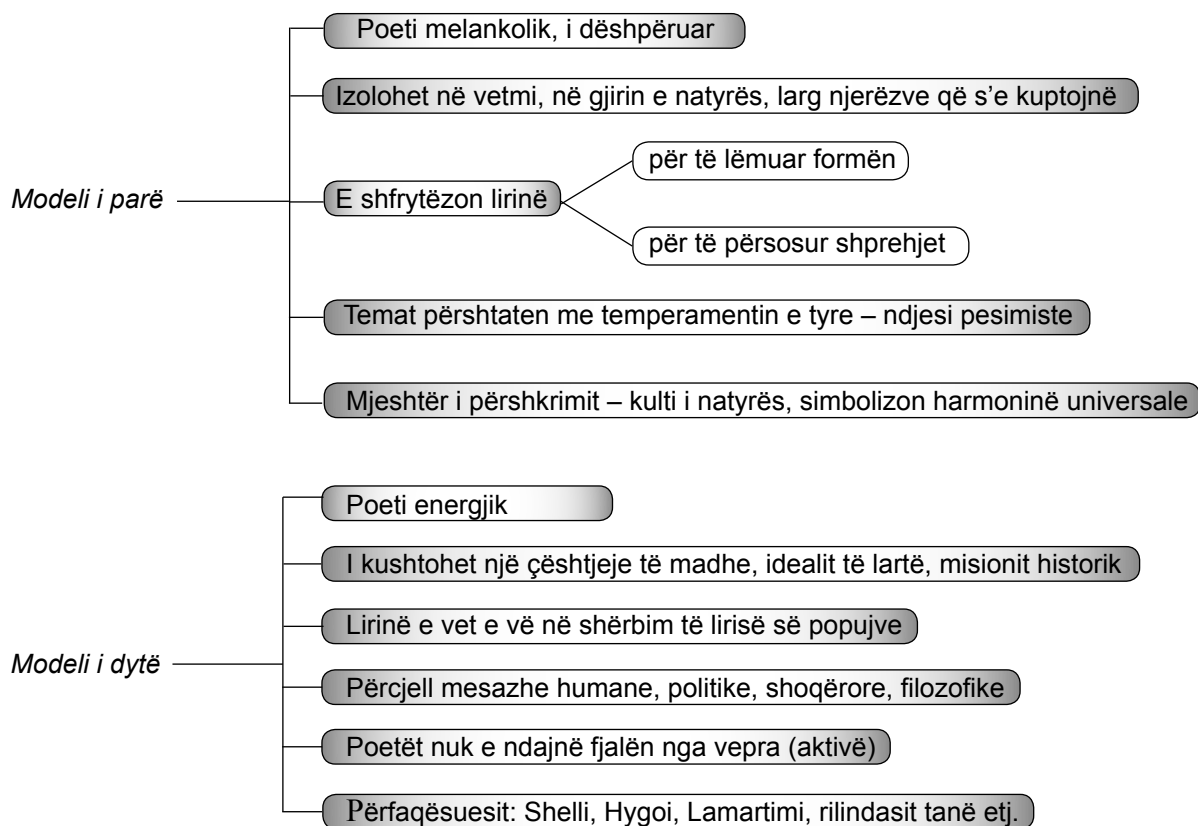 Poeti melankolik, i dëshpëruar
Izolohet në vetmi, në gjirin e natyrës, larg njerëzve që s’e kuptojnë
për të lëmuar formën
Modeli i parë
E shfrytëzon lirinë
për të përsosur shprehjet
Temat përshtaten me temperamentin e tyre – ndjesi pesimiste
Mjeshtër i përshkrimit – kulti i natyrës, simbolizon harmoninë universale
Poeti energjik
I kushtohet një çështjeje të madhe, idealit të lartë, misionit historik
Lirinë e vet e vë në shërbim të lirisë së popujve
Modeli i dytë
Përcjell mesazhe humane, politike, shoqërore, filozofike
Poetët nuk e ndajnë fjalën nga vepra (aktivë)
Përfaqësuesit: Shelli, Hygoi, Lamartimi, rilindasit tanë etj.